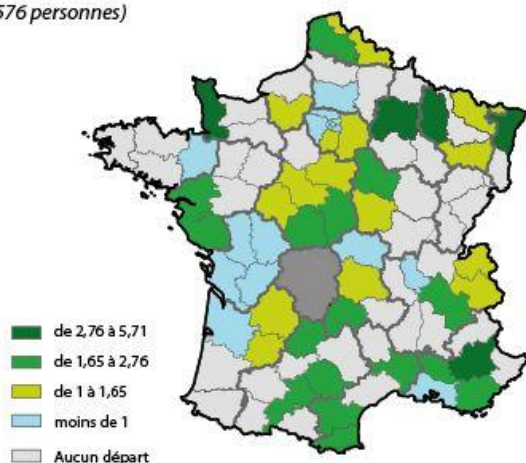 576 personnes)
de 2,76 à 5,71
de 1,65 à 2,76
de 1 à 1,65
moins de 1
Aucun départ